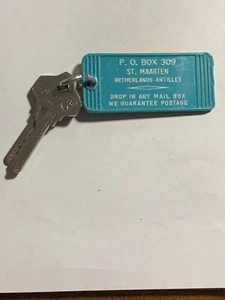 P. O. BOX 309
ST. MAARTEN
NETHERLANDS ANTILLES
DROP IN ANY MAIL BOX
WE GUARANTEE POSTAGE